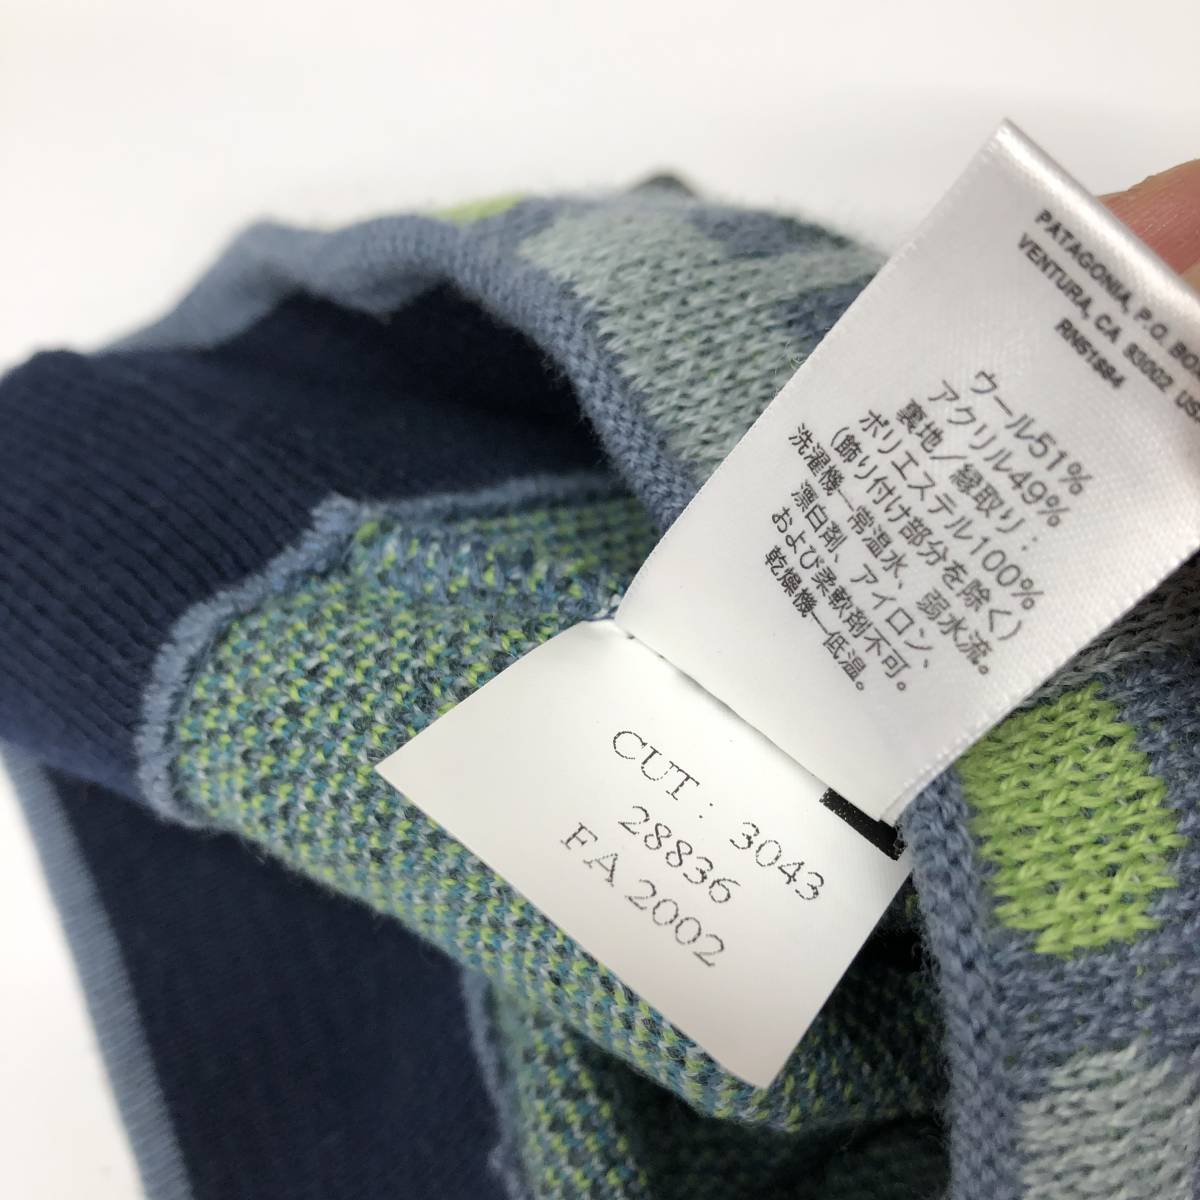 PATAGONIA, P.O. BOX
VENTURA, CA 93002 US
RN51884
ウール51%
アクリル49%
裏地／縁取り：
ポリエステル100%
(飾り付け部分を除く)
洗濯機ー常温水、弱水流。
漂白剤、アイロン、
および柔軟剤不可。
乾燥機ー低温。
CUT: 3043
28836
FA 2002